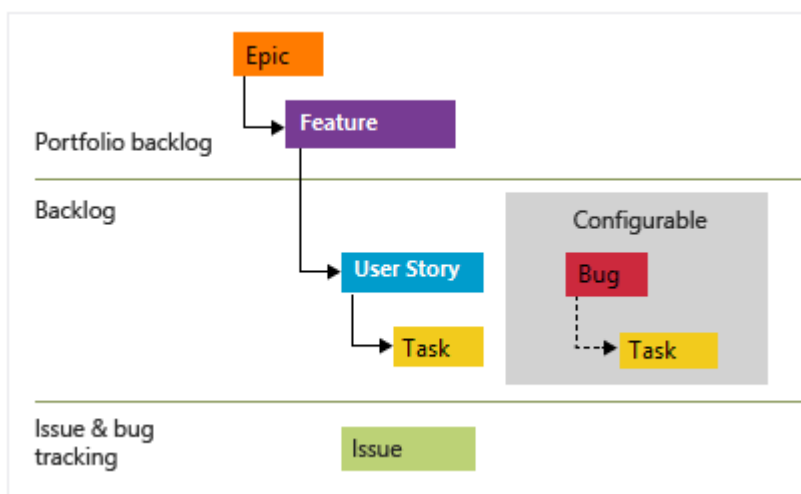 Epic
Feature
Portfolio backlog
Backlog
Configurable
User Story
Bug
Task
Task
Issue & bug
tracking
Issue